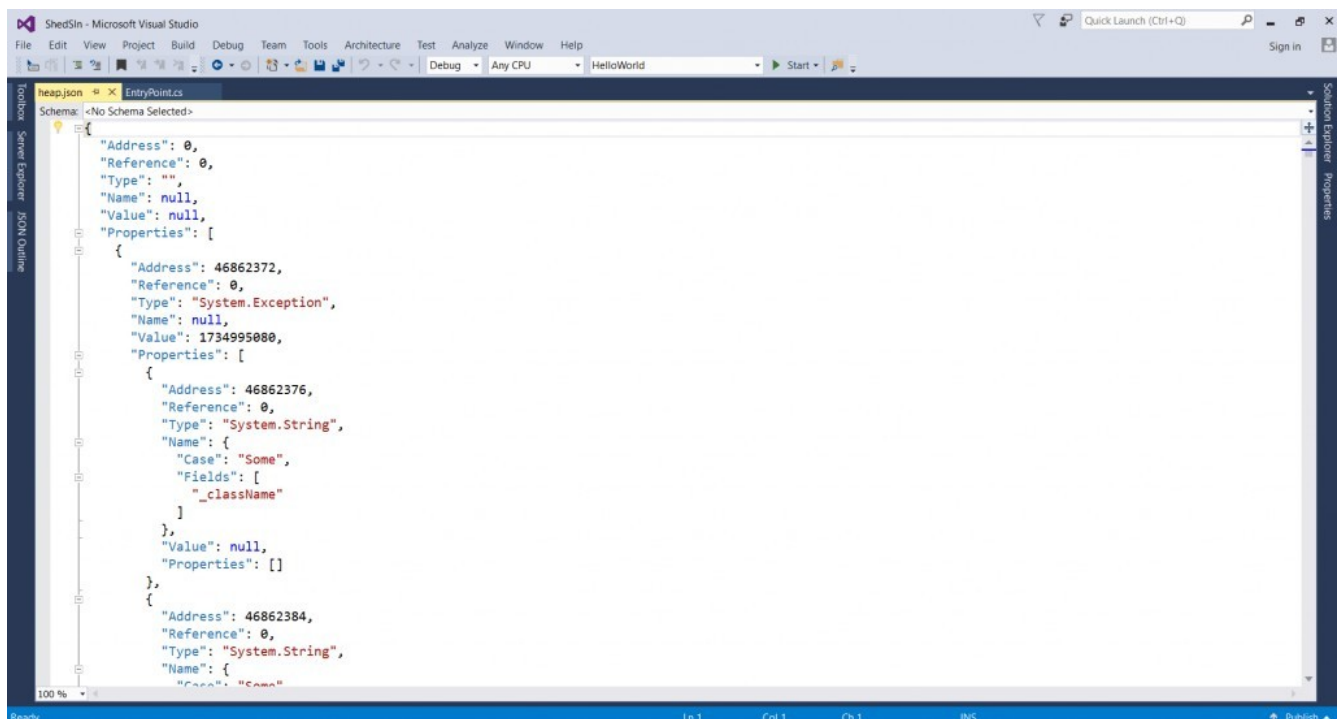 ShedSln - Microsoft Visual Studio
Quick Launch (Ctrl+Q)
File Edit View Project Build Debug Team Tools Architecture Test Analyze Window Help
Sign in
Debug Any CPU HelloWorld Start
heap.json EntryPoint.cs
Schema: <No Schema Selected>
Toolbox
Server Explorer
JSON Outline
Solution Explorer
Properties
{
"Address": 0,
"Reference": 0,
"Type": "",
"Name": null,
"Value": null,
"Properties": [
{
"Address": 46862372,
"Reference": 0,
"Type": "System.Exception",
"Name": null,
"Value": 1734995080,
"Properties": [
{
"Address": 46862376,
"Reference": 0,
"Type": "System.String",
"Name": {
"Case": "Some",
"Fields": [
"_className"
]
},
"Value": null,
"Properties": []
},
{
"Address": 46862384,
"Reference": 0,
"Type": "System.String",
"Name": {
"Case": "Some"
100 %
Ready Ln 1 Col 1 Ch 1 INS Publish